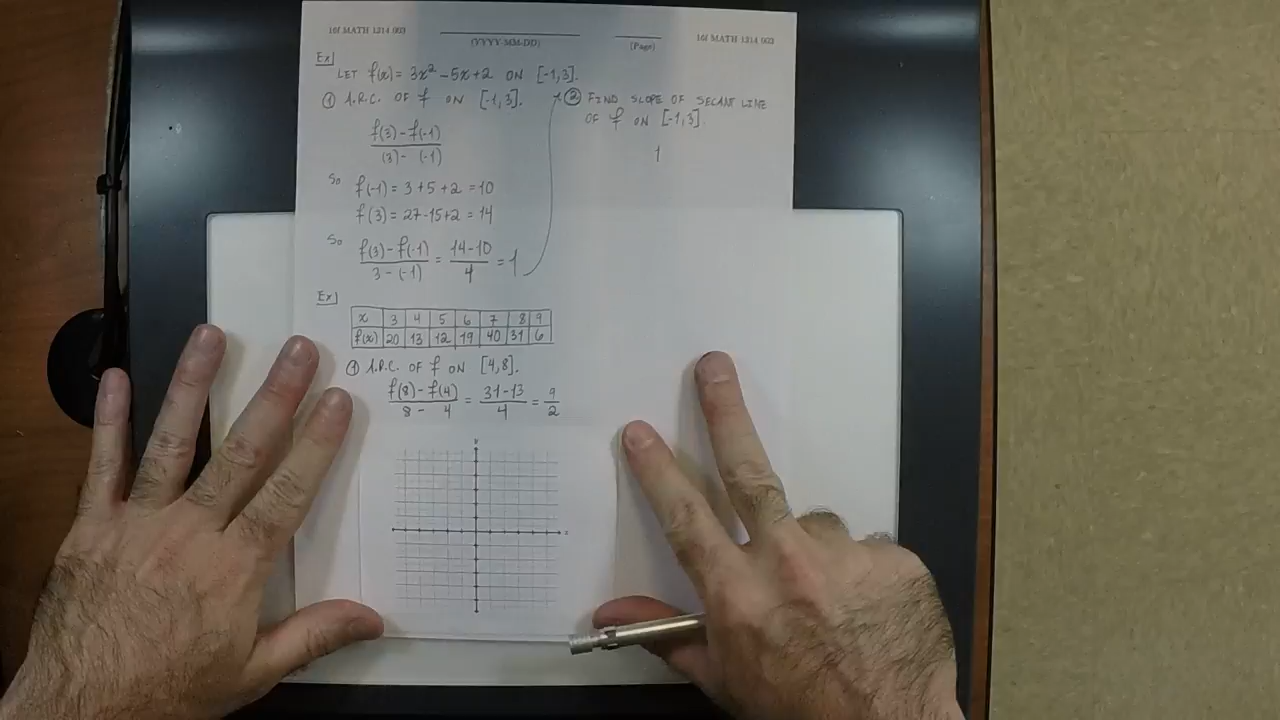 16f MATH 1314 003
(YYYY-MM-DD)
(Page)
16f MATH 1314 003
Ex]
LET f(x) = 3x² - 5x + 2 ON [-1,3].
① A.R.C. OF f ON [-1,3].
f(3) - f(-1)
(3) - (-1)
So f(-1) = 3 + 5 + 2 = 10
f(3) = 27 - 15 + 2 = 14
So f(3) - f(-1) / 3 - (-1) = 14 - 10 / 4 = 1
② FIND SLOPE OF SECANT LINE
OF f ON [-1,3].
1
Ex]
x 3 4 5 6 7 8 9
f(x) 20 13 12 19 40 31 6
① A.R.C. OF f ON [4,8].
f(8) - f(4) / 8 - 4 = 31 - 13 / 4 = 9 / 2